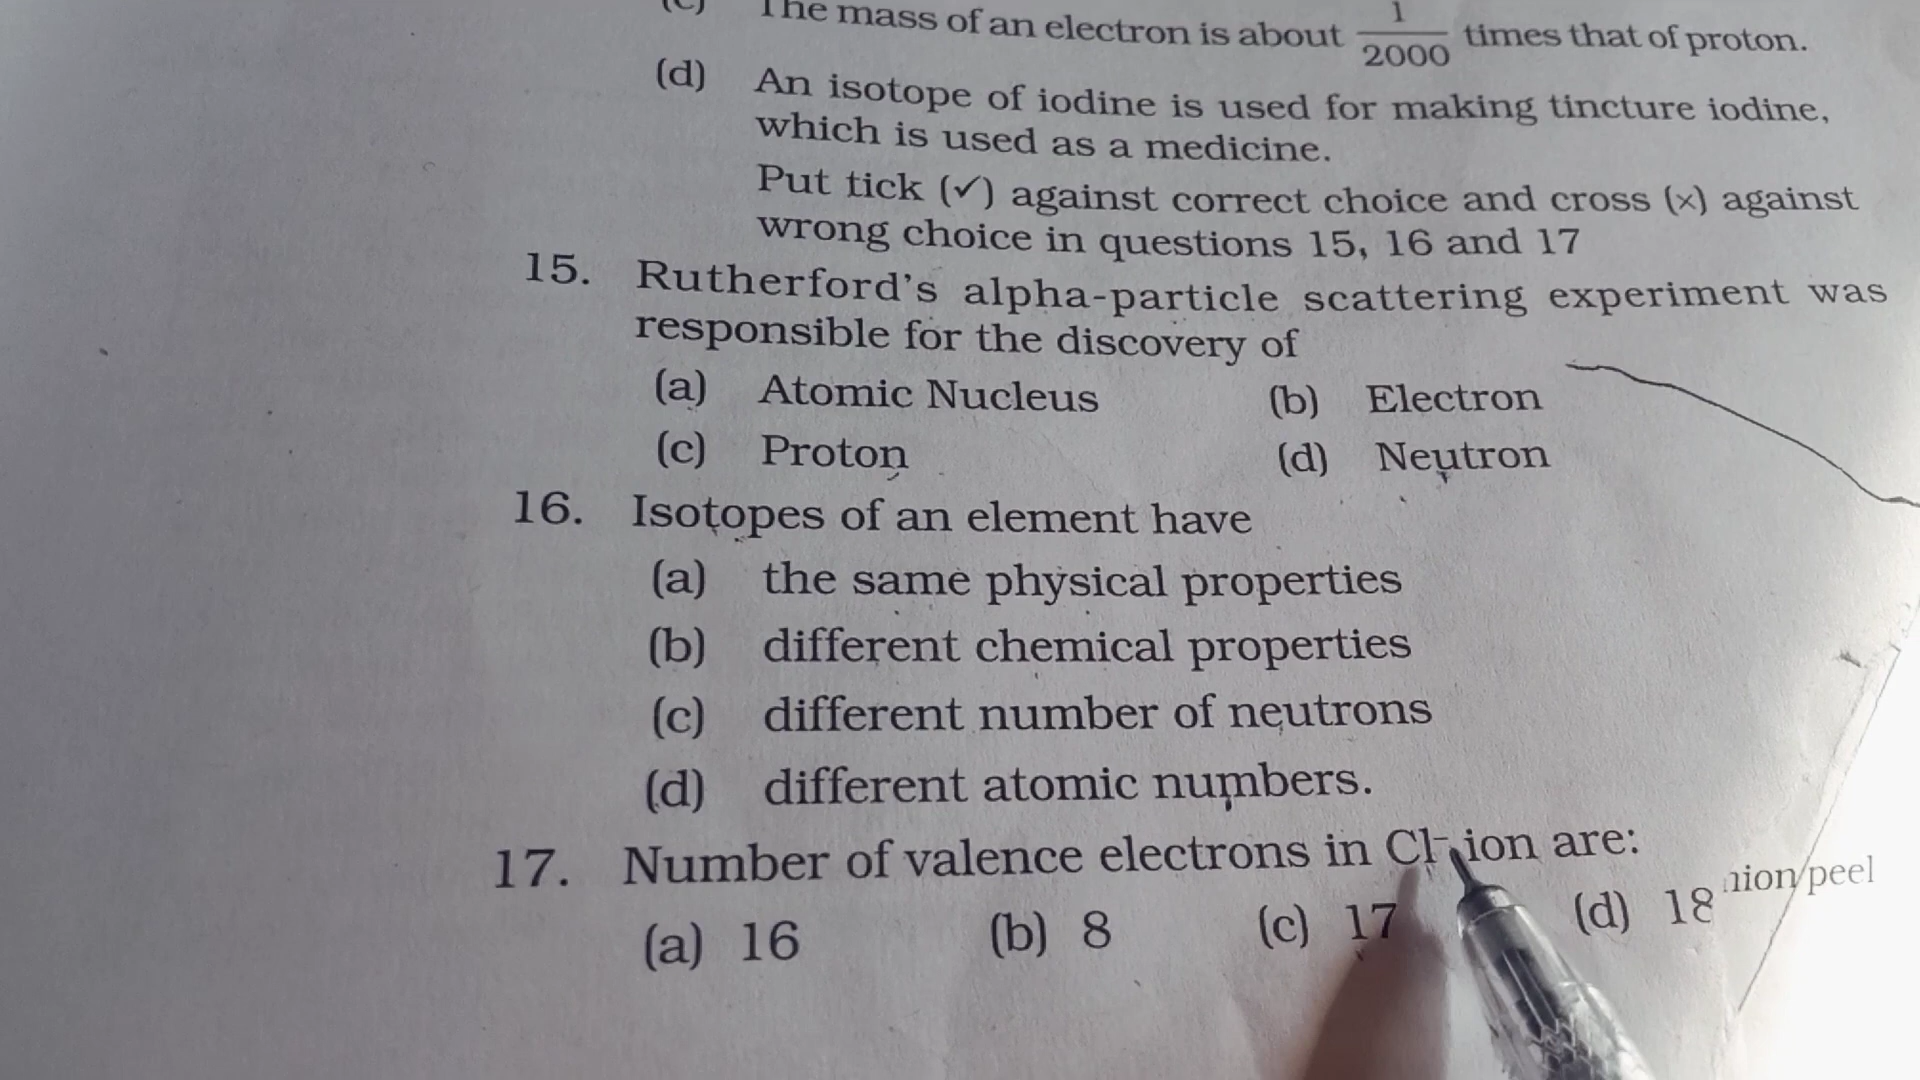 (c) The mass of an electron is about 1/2000 times that of proton.
(d) An isotope of iodine is used for making tincture iodine,
which is used as a medicine.
Put tick (✓) against correct choice and cross (×) against
wrong choice in questions 15, 16 and 17
15. Rutherford's alpha-particle scattering experiment was
responsible for the discovery of
(a) Atomic Nucleus (b) Electron
(c) Proton (d) Neutron
16. Isotopes of an element have
(a) the same physical properties
(b) different chemical properties
(c) different number of neutrons
(d) different atomic numbers.
17. Number of valence electrons in Cl⁻ ion are:
(a) 16 (b) 8 (c) 17 (d) 18
peel